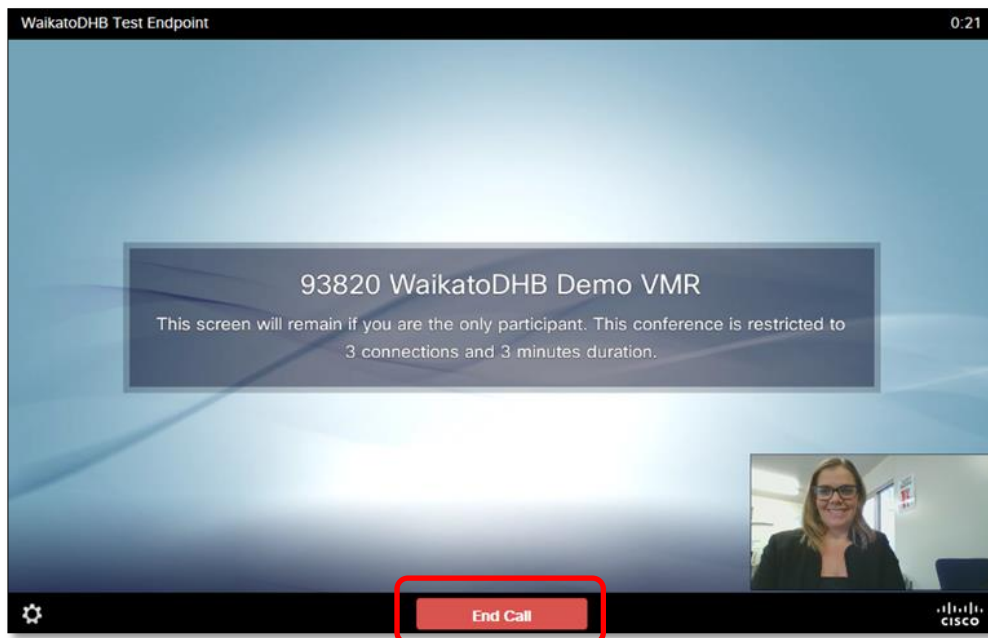 WaikatoDHB Test Endpoint
0:21
93820 WaikatoDHB Demo VMR
This screen will remain if you are the only participant. This conference is restricted to
3 connections and 3 minutes duration.
End Call
CISCO